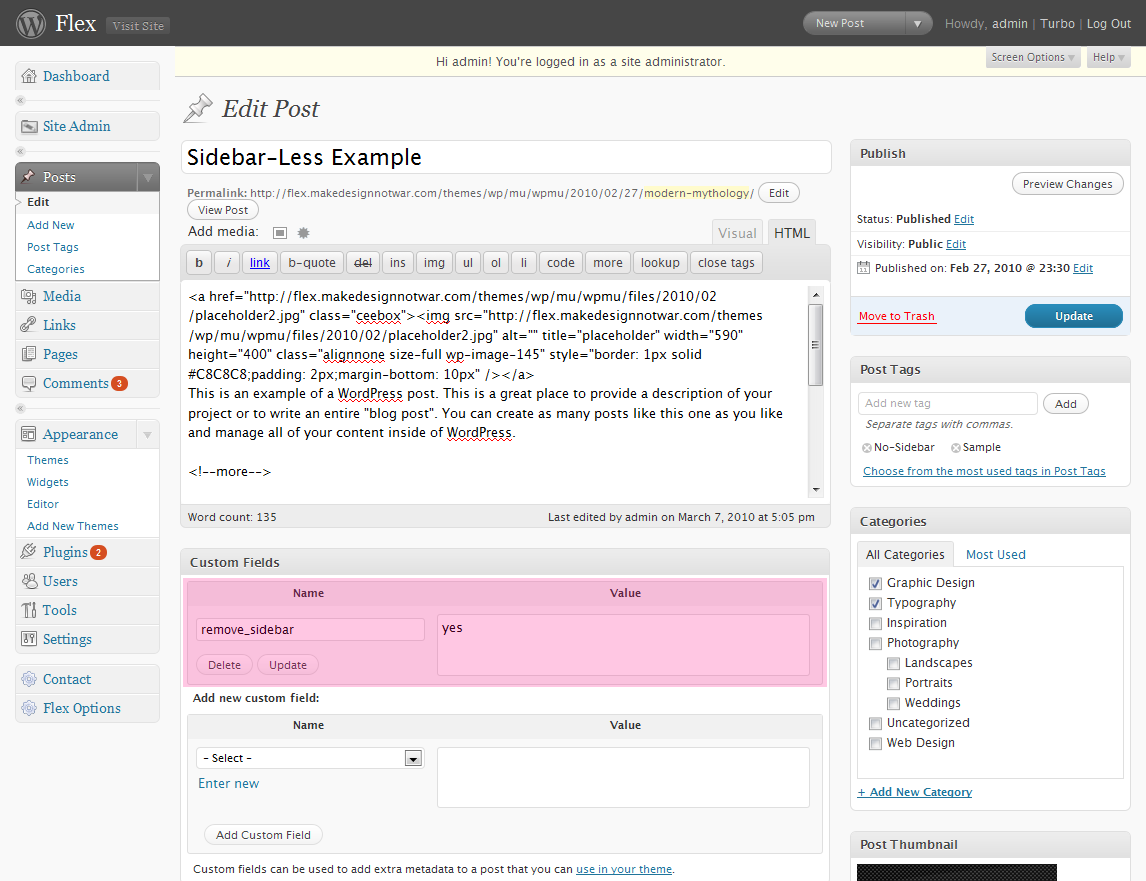 Flex Visit Site
New Post
Howdy, admin | Turbo | Log Out
Hi admin! You're logged in as a site administrator.
Screen Options
Help
Dashboard
Site Admin
Posts
Edit
Add New
Post Tags
Categories
Media
Links
Pages
Comments 3
Appearance
Themes
Widgets
Editor
Add New Themes
Plugins 2
Users
Tools
Settings
Contact
Flex Options
Edit Post
Sidebar-Less Example
Permalink: http://flex.makedesignnotwar.com/themes/wp/mu/wpmu/2010/02/27/modern-mythology/ Edit
View Post
Add media:
Visual HTML
b i link b-quote del ins img ul ol li code more lookup close tags
<a href="http://flex.makedesignnotwar.com/themes/wp/mu/wpmu/files/2010/02
/placeholder2.jpg" class="ceebox"><img src="http://flex.makedesignnotwar.com/themes
/wp/mu/wpmu/files/2010/02/placeholder2.jpg" alt="" title="placeholder" width="590"
height="400" class="alignnone size-full wp-image-145" style="border: 1px solid
#C8C8C8;padding: 2px;margin-bottom: 10px" /></a>
This is an example of a WordPress post. This is a great place to provide a description of your
project or to write an entire "blog post". You can create as many posts like this one as you like
and manage all of your content inside of WordPress.
<!--more-->
Word count: 135
Last edited by admin on March 7, 2010 at 5:05 pm
Custom Fields
Name Value
remove_sidebar yes
Delete Update
Add new custom field:
Name Value
- Select -
Enter new
Add Custom Field
Custom fields can be used to add extra metadata to a post that you can use in your theme.
Publish
Preview Changes
Status: Published Edit
Visibility: Public Edit
Published on: Feb 27, 2010 @ 23:30 Edit
Move to Trash
Update
Post Tags
Add new tag
Add
Separate tags with commas.
No-Sidebar Sample
Choose from the most used tags in Post Tags
Categories
All Categories Most Used
Graphic Design
Typography
Inspiration
Photography
Landscapes
Portraits
Weddings
Uncategorized
Web Design
+ Add New Category
Post Thumbnail